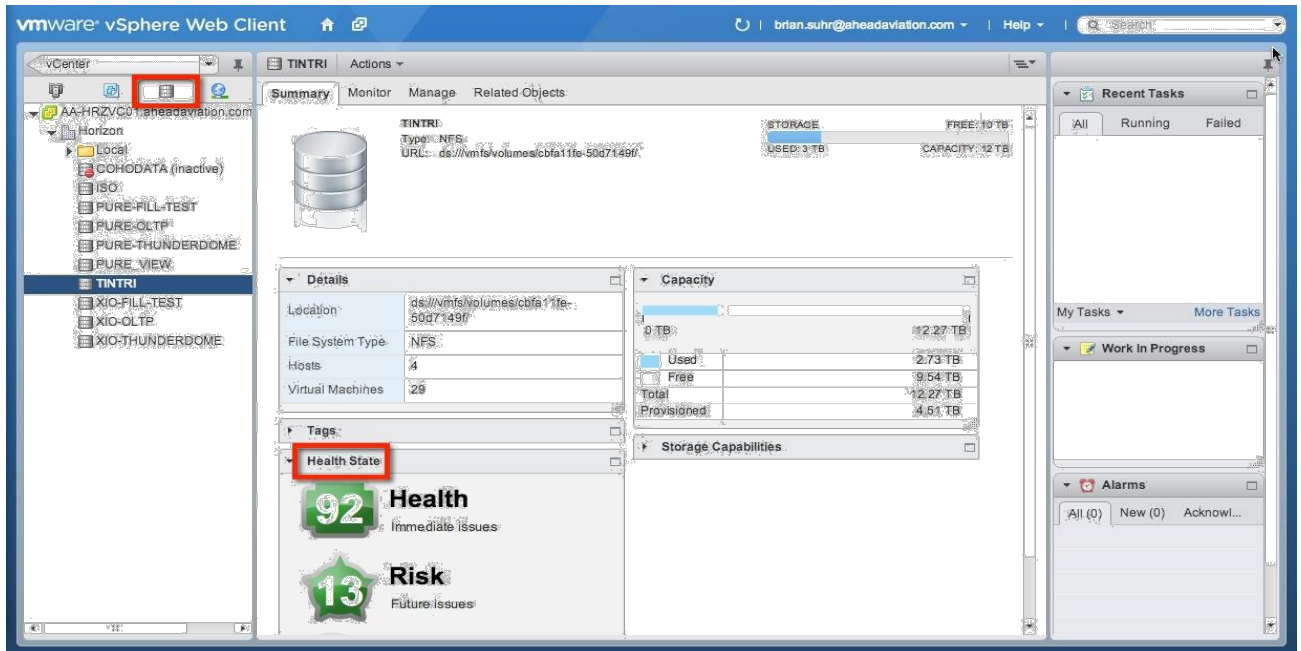 vmware® vSphere Web Client
brian.suhr@aheadaviation.com
Help
Search
vCenter
AA-HRZVC01.aheadaviation.com
Horizon
Local
COHODATA (inactive)
ISO
PURE-FILL-TEST
PURE-OLTP
PURE-THUNDERDOME
PURE_VIEW
TINTRI
XIO-FILL-TEST
XIO-OLTP
XIO-THUNDERDOME
TINTRI Actions
Summary Monitor Manage Related Objects
TINTRI
Type: NFS
URL: ds:///vmfs/volumes/cbfa11fe-50d7149f/
STORAGE FREE: 10 TB
USED: 3 TB CAPACITY: 12 TB
Details
Location ds:///vmfs/volumes/cbfa11fe-
50d7149f/
File System Type NFS
Hosts 4
Virtual Machines 29
Tags
Health State
92 Health
Immediate issues
13 Risk
Future issues
Capacity
0 TB 12.27 TB
Used 2.73 TB
Free 9.54 TB
Total 12.27 TB
Provisioned 4.51 TB
Storage Capabilities
Recent Tasks
All Running Failed
My Tasks More Tasks
Work In Progress
Alarms
All (0) New (0) Acknowl...